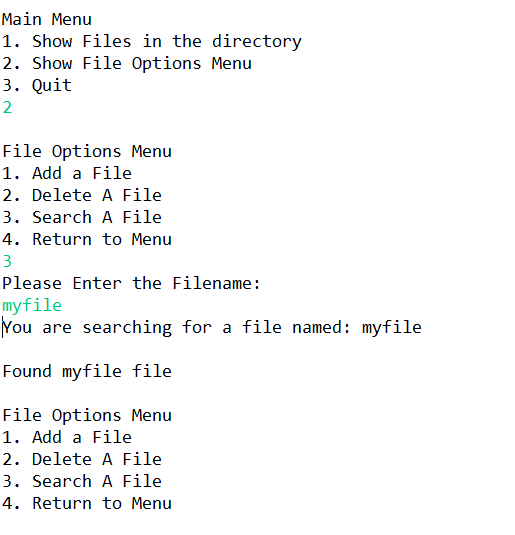 Main Menu
1. Show Files in the directory
2. Show File Options Menu
3. Quit
2
File Options Menu
1. Add a File
2. Delete A File
3. Search A File
4. Return to Menu
3
Please Enter the Filename:
myfile
You are searching for a file named: myfile
Found myfile file
File Options Menu
1. Add a File
2. Delete A File
3. Search A File
4. Return to Menu